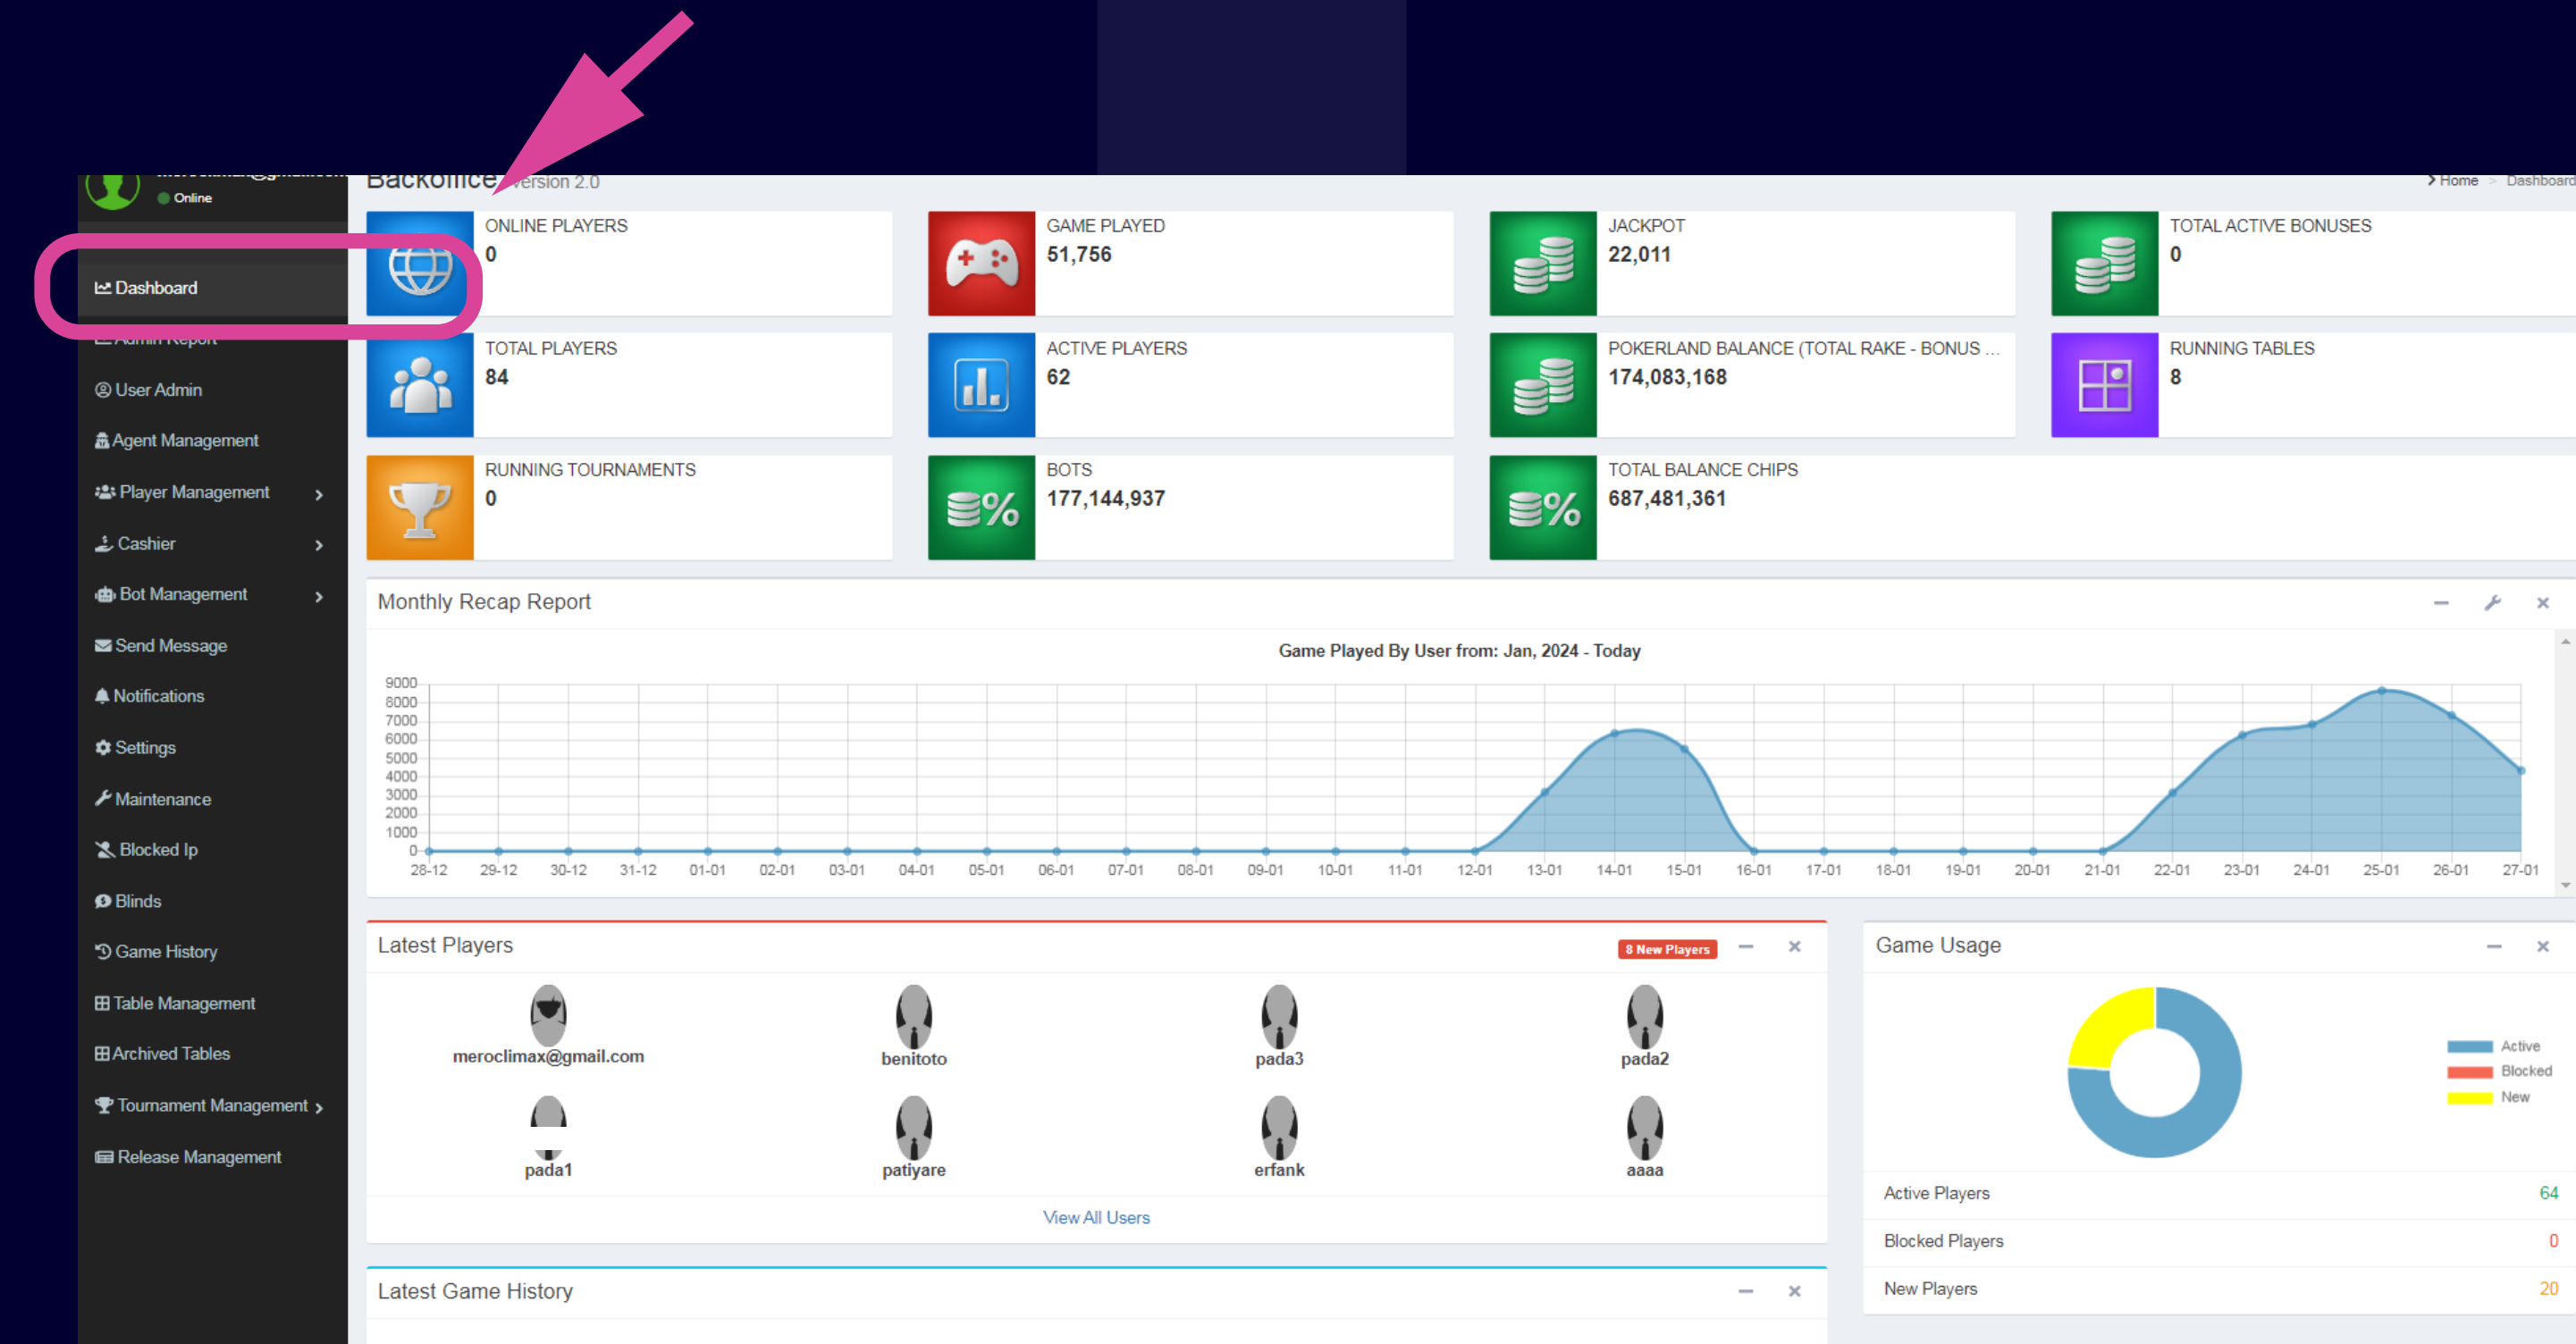 Backoffice Version 2.0
Home > Dashboard
Online
Dashboard
Admin Report
User Admin
Agent Management
Player Management
Cashier
Bot Management
Send Message
Notifications
Settings
Maintenance
Blocked Ip
Blinds
Game History
Table Management
Archived Tables
Tournament Management
Release Management
ONLINE PLAYERS
0
GAME PLAYED
51,756
JACKPOT
22,011
TOTAL ACTIVE BONUSES
0
TOTAL PLAYERS
84
ACTIVE PLAYERS
62
POKERLAND BALANCE (TOTAL RAKE - BONUS ...
174,083,168
RUNNING TABLES
8
RUNNING TOURNAMENTS
0
BOTS
177,144,937
TOTAL BALANCE CHIPS
687,481,361
Monthly Recap Report
Game Played By User from: Jan, 2024 - Today
9000
8000
7000
6000
5000
4000
3000
2000
1000
0
28-12 29-12 30-12 31-12 01-01 02-01 03-01 04-01 05-01 06-01 07-01 08-01 09-01 10-01 11-01 12-01 13-01 14-01 15-01 16-01 17-01 18-01 19-01 20-01 21-01 22-01 23-01 24-01 25-01 26-01 27-01
Latest Players
8 New Players
meroclimax@gmail.com benitoto pada3 pada2
pada1 patiyare erfank aaaa
View All Users
Latest Game History
Game Usage
Active
Blocked
New
Active Players 64
Blocked Players 0
New Players 20